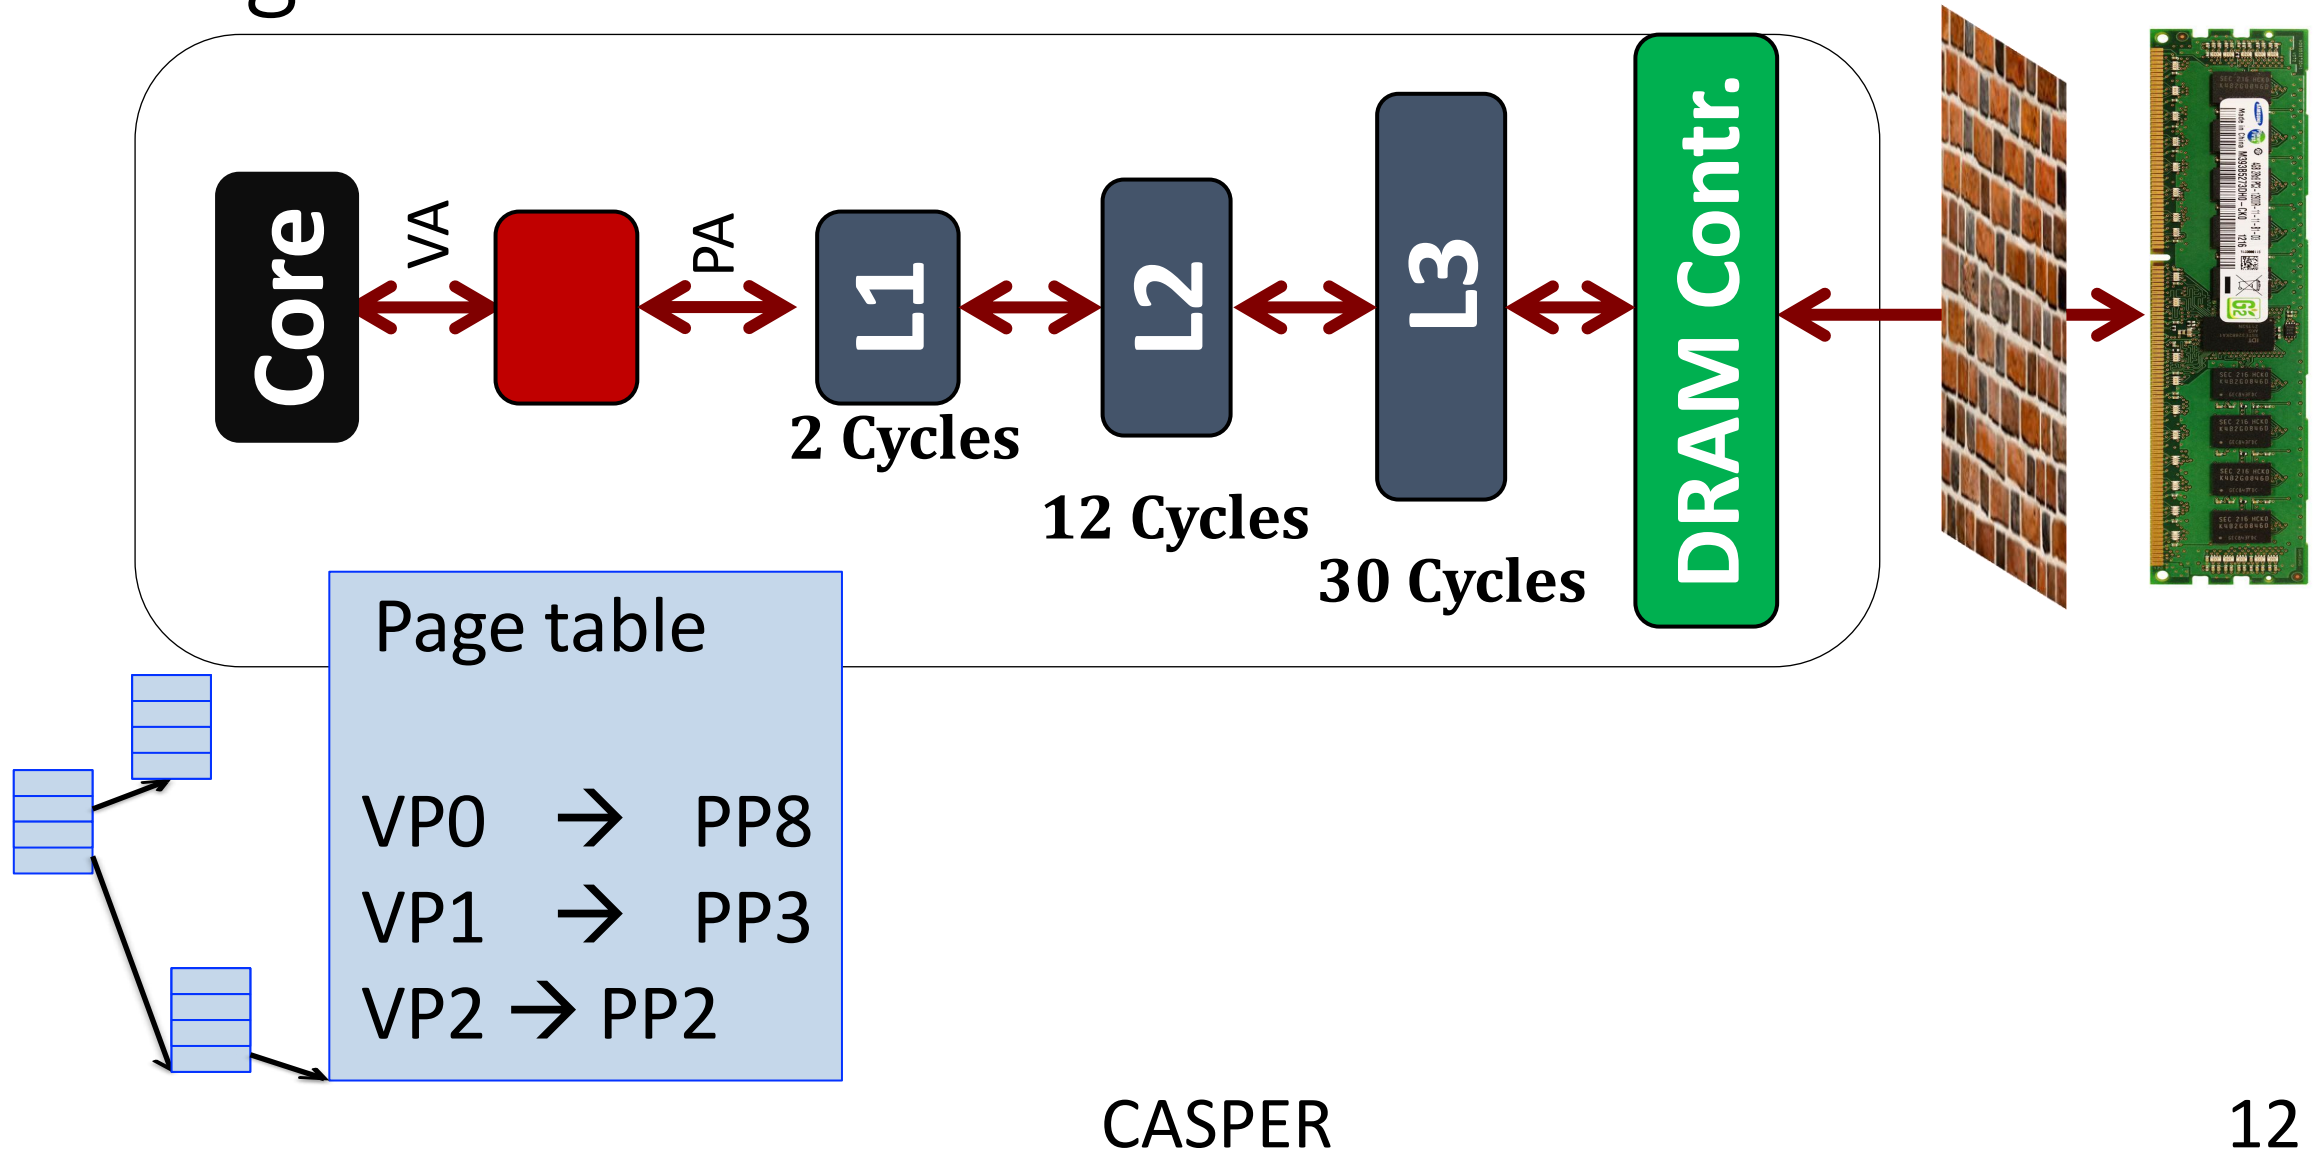 Core
VA
PA
L1
L2
L3
DRAM Contr.
2 Cycles
12 Cycles
30 Cycles
Page table
VP0 → PP8
VP1 → PP3
VP2 → PP2
CASPER
12